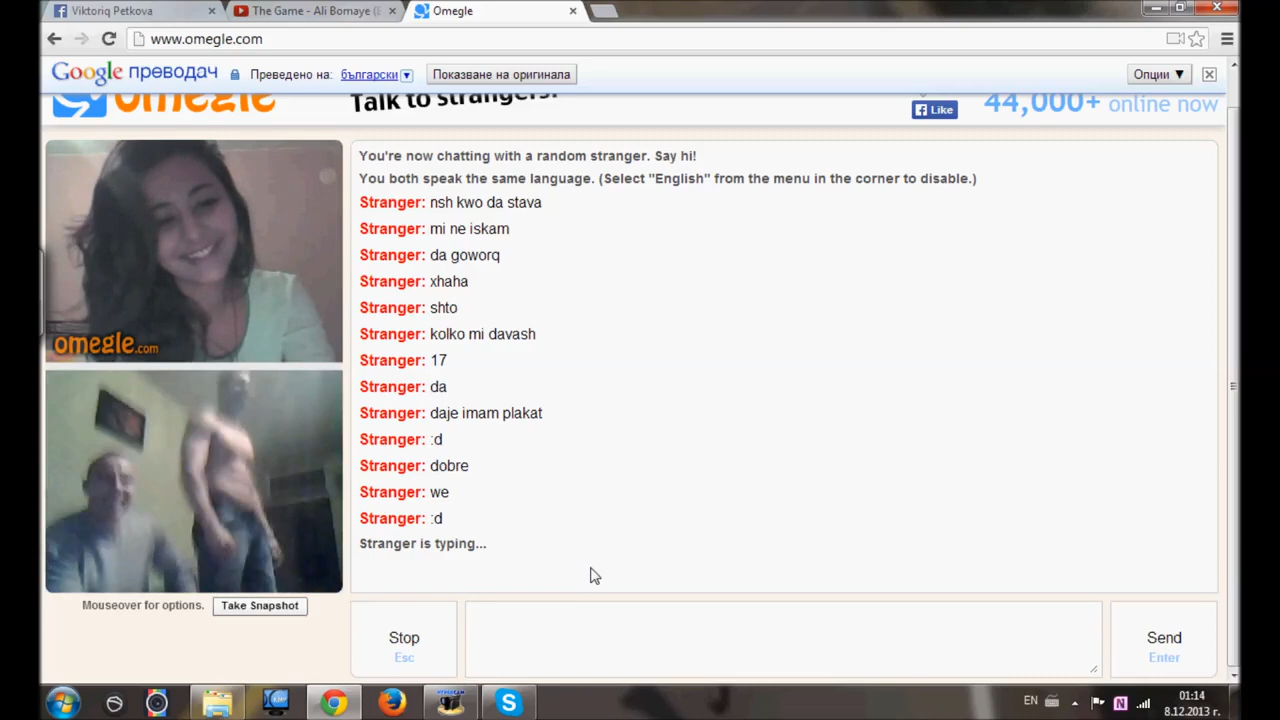 Viktoriq Petkova
The Game - Ali Bomaye (E
Omegle
www.omegle.com
Google преводач Преведено на: български Показване на оригинала Опции ▼
omegle Talk to strangers! Like 44,000+ online now
You're now chatting with a random stranger. Say hi!
You both speak the same language. (Select "English" from the menu in the corner to disable.)
Stranger: nsh kwo da stava
Stranger: mi ne iskam
Stranger: da goworq
Stranger: xhaha
Stranger: shto
Stranger: kolko mi davash
Stranger: 17
Stranger: da
Stranger: daje imam plakat
Stranger: :d
Stranger: dobre
Stranger: we
Stranger: :d
Stranger is typing...
omegle.com
Mouseover for options. Take Snapshot
Stop
Esc
Send
Enter
EN
N
01:14
8.12.2013 г.